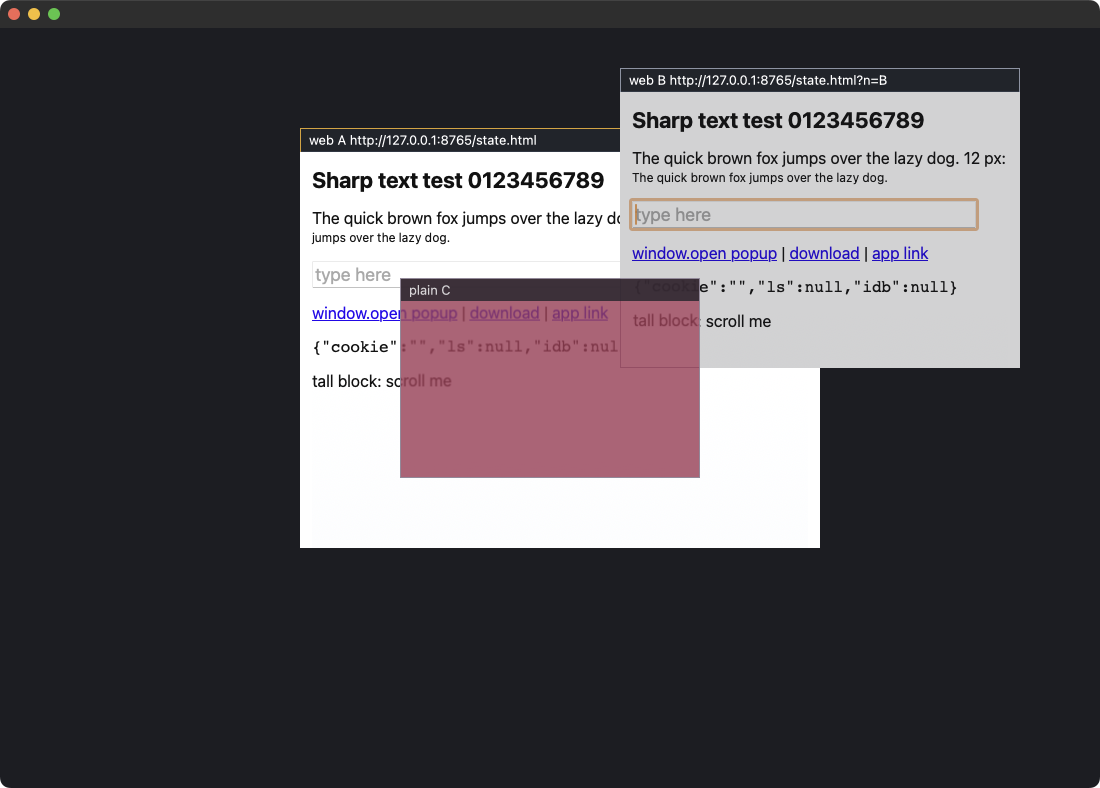 web B http://127.0.0.1:8765/state.html?n=B
Sharp text test 0123456789
The quick brown fox jumps over the lazy dog. 12 px:
The quick brown fox jumps over the lazy dog.
type here
window.open popup | download | app link
{"cookie":"","ls":null,"idb":null}
tall block: scroll me
web A http://127.0.0.1:8765/state.html
Sharp text test 0123456789
The quick brown fox jumps over the lazy
jumps over the lazy dog.
type here
window.open popup | download | app link
{"cookie":"","ls":null,"idb":nul
tall block: scroll me
plain C